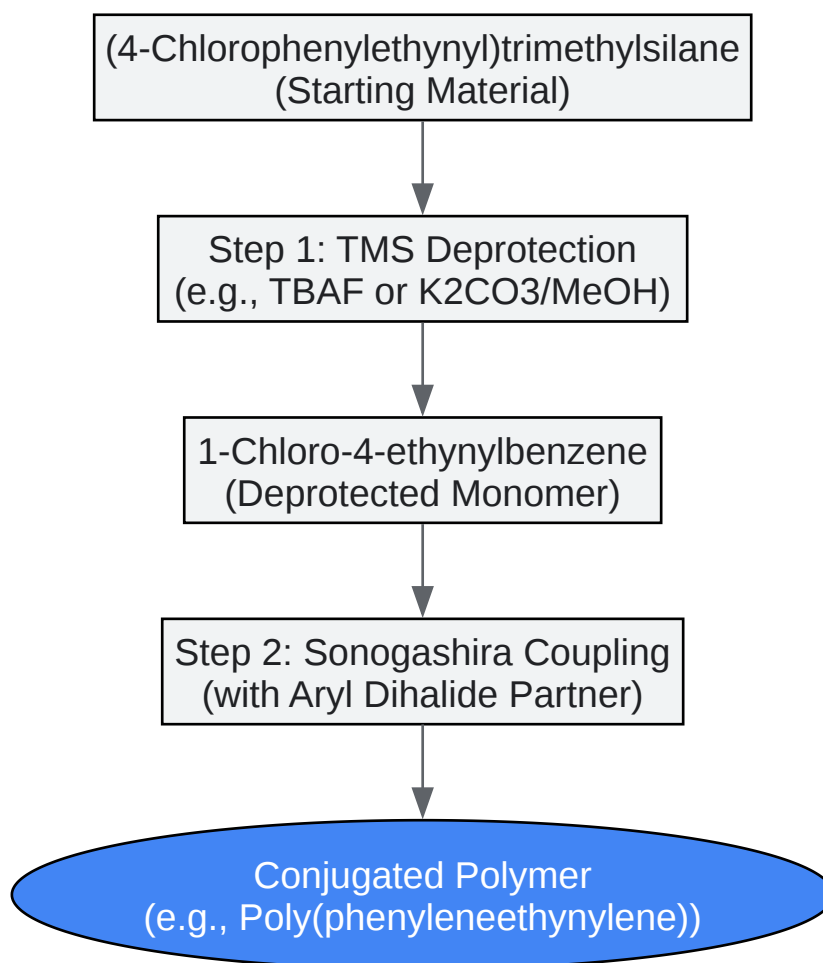 (4-Chlorophenylethynyl)trimethylsilane
(Starting Material)
Step 1: TMS Deprotection
(e.g., TBAF or K2CO3/MeOH)
1-Chloro-4-ethynylbenzene
(Deprotected Monomer)
Step 2: Sonogashira Coupling
(with Aryl Dihalide Partner)
Conjugated Polymer
(e.g., Poly(phenyleneethynylene))